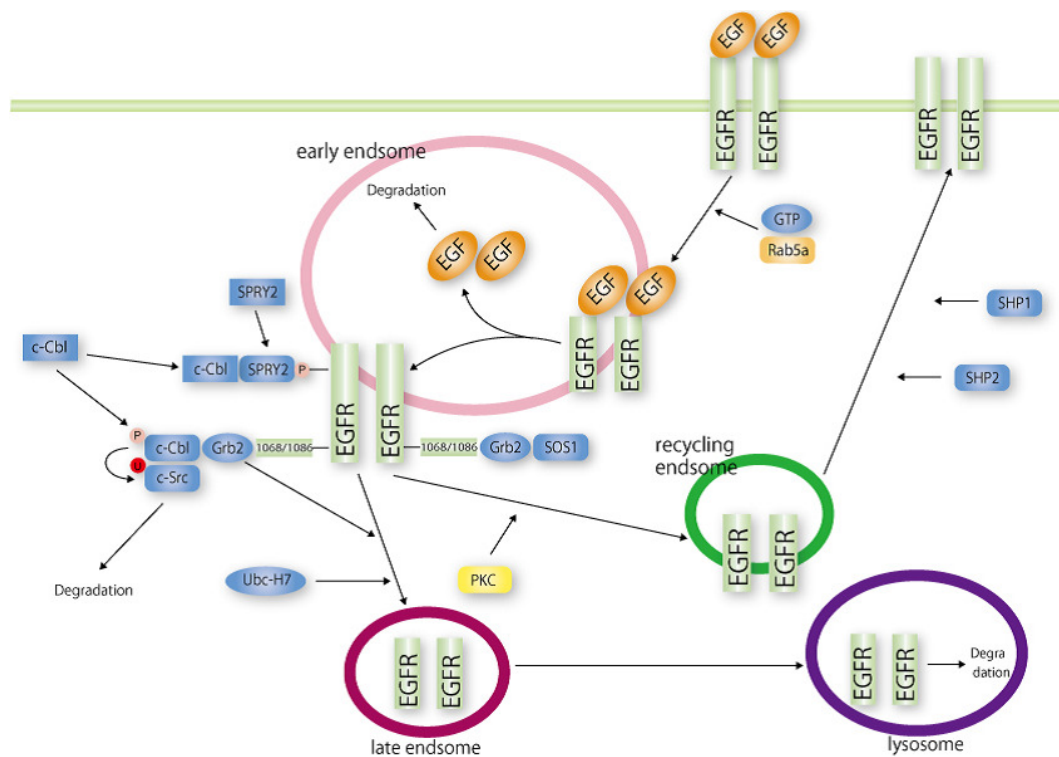 EGF
EGF
EGFR
EGFR
EGFR
EGFR
early endsome
Degradation
EGF
EGF
GTP
Rab5a
EGF
EGF
SPRY2
SHP1
c-Cbl
EGFR
EGFR
c-Cbl
SPRY2
P
EGFR
EGFR
SHP2
P
c-Cbl
Grb2
1068/1086
1068/1086
Grb2
SOS1
recycling
endsome
U
c-Src
EGFR
EGFR
Degradation
Ubc-H7
PKC
EGFR
EGFR
EGFR
EGFR
Degra
dation
late endsome
lysosome